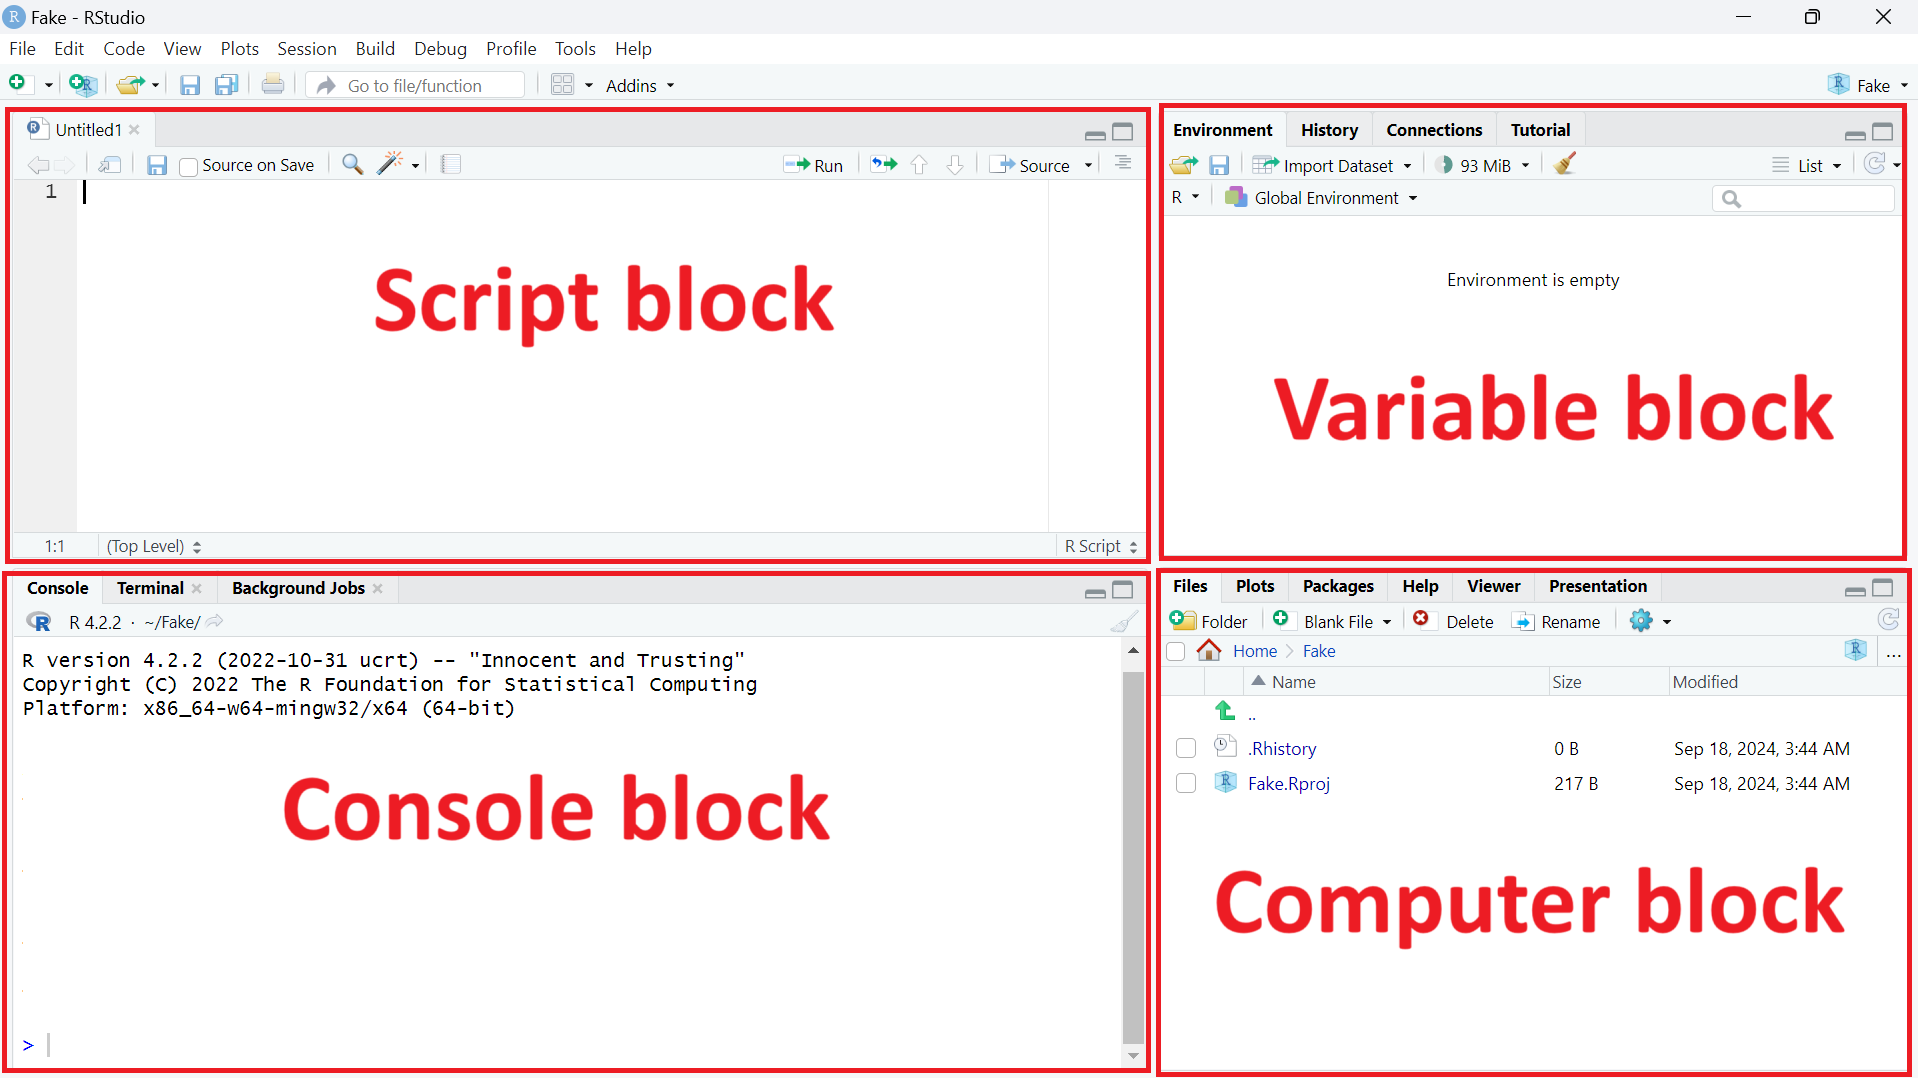 Fake - RStudio
File Edit Code View Plots Session Build Debug Profile Tools Help
Go to file/function Addins Fake
Untitled1
Source on Save Run Source
1
Script block
1:1 (Top Level) R Script
Environment History Connections Tutorial
Import Dataset 93 MiB List
R Global Environment
Environment is empty
Variable block
Console Terminal Background Jobs
R 4.2.2 · ~/Fake/
R version 4.2.2 (2022-10-31 ucrt) -- "Innocent and Trusting"
Copyright (C) 2022 The R Foundation for Statistical Computing
Platform: x86_64-w64-mingw32/x64 (64-bit)
Console block
>
Files Plots Packages Help Viewer Presentation
Folder Blank File Delete Rename
Home Fake ...
Name Size Modified
..
.Rhistory 0 B Sep 18, 2024, 3:44 AM
Fake.Rproj 217 B Sep 18, 2024, 3:44 AM
Computer block